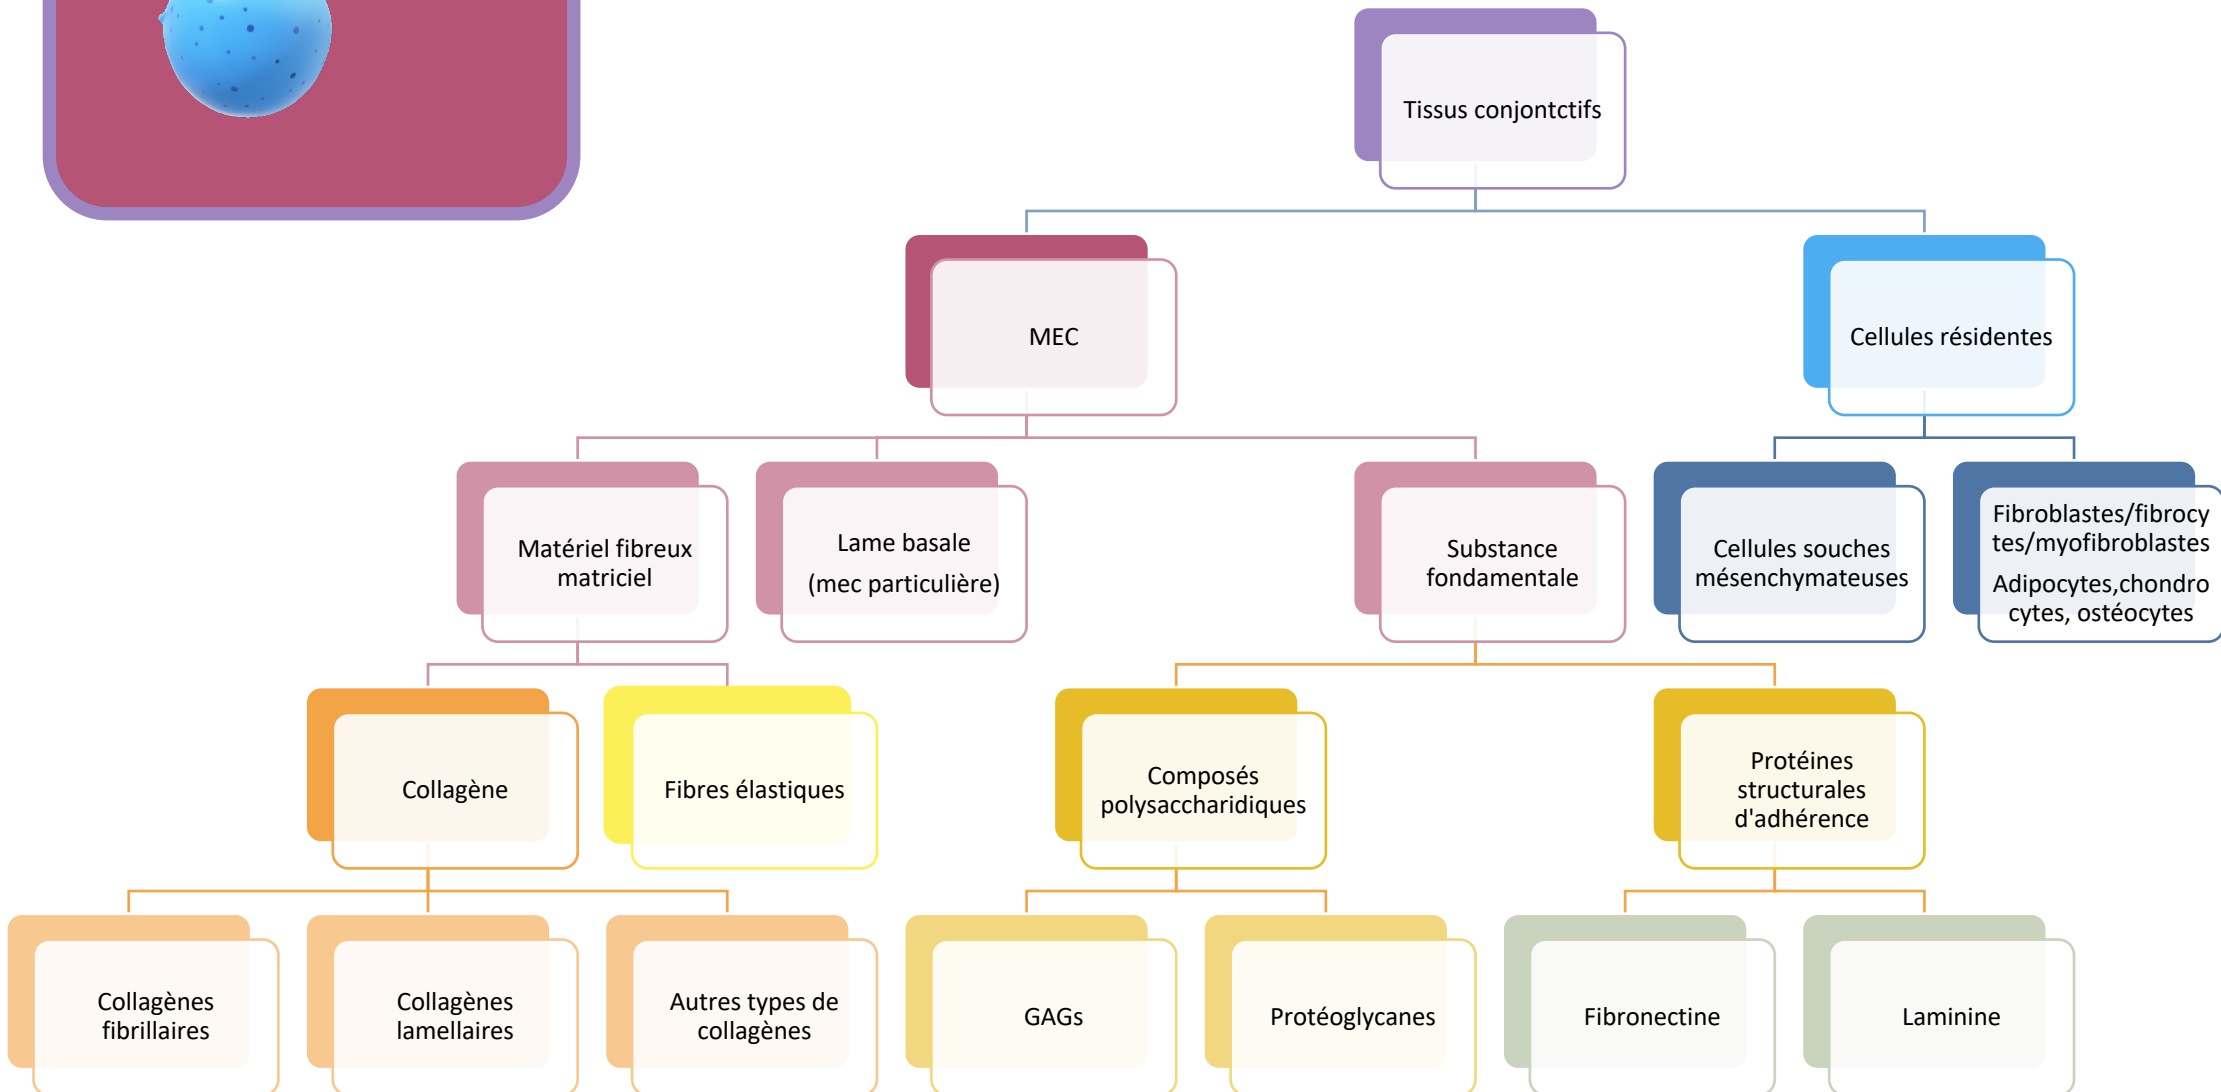 Tissus conjontctifs
MEC
Cellules résidentes
Matériel fibreux
matriciel
Lame basale
(mec particulière)
Substance
fondamentale
Cellules souches
mésenchymateuses
Fibroblastes/fibrocy
tes/myofibroblastes
Adipocytes,chondro
cytes, ostéocytes
Collagène
Fibres élastiques
Composés
polysaccharidiques
Protéines
structurales
d'adhérence
Collagènes
fibrillaires
Collagènes
lamellaires
Autres types de
collagènes
GAGs
Protéoglycanes
Fibronectine
Laminine